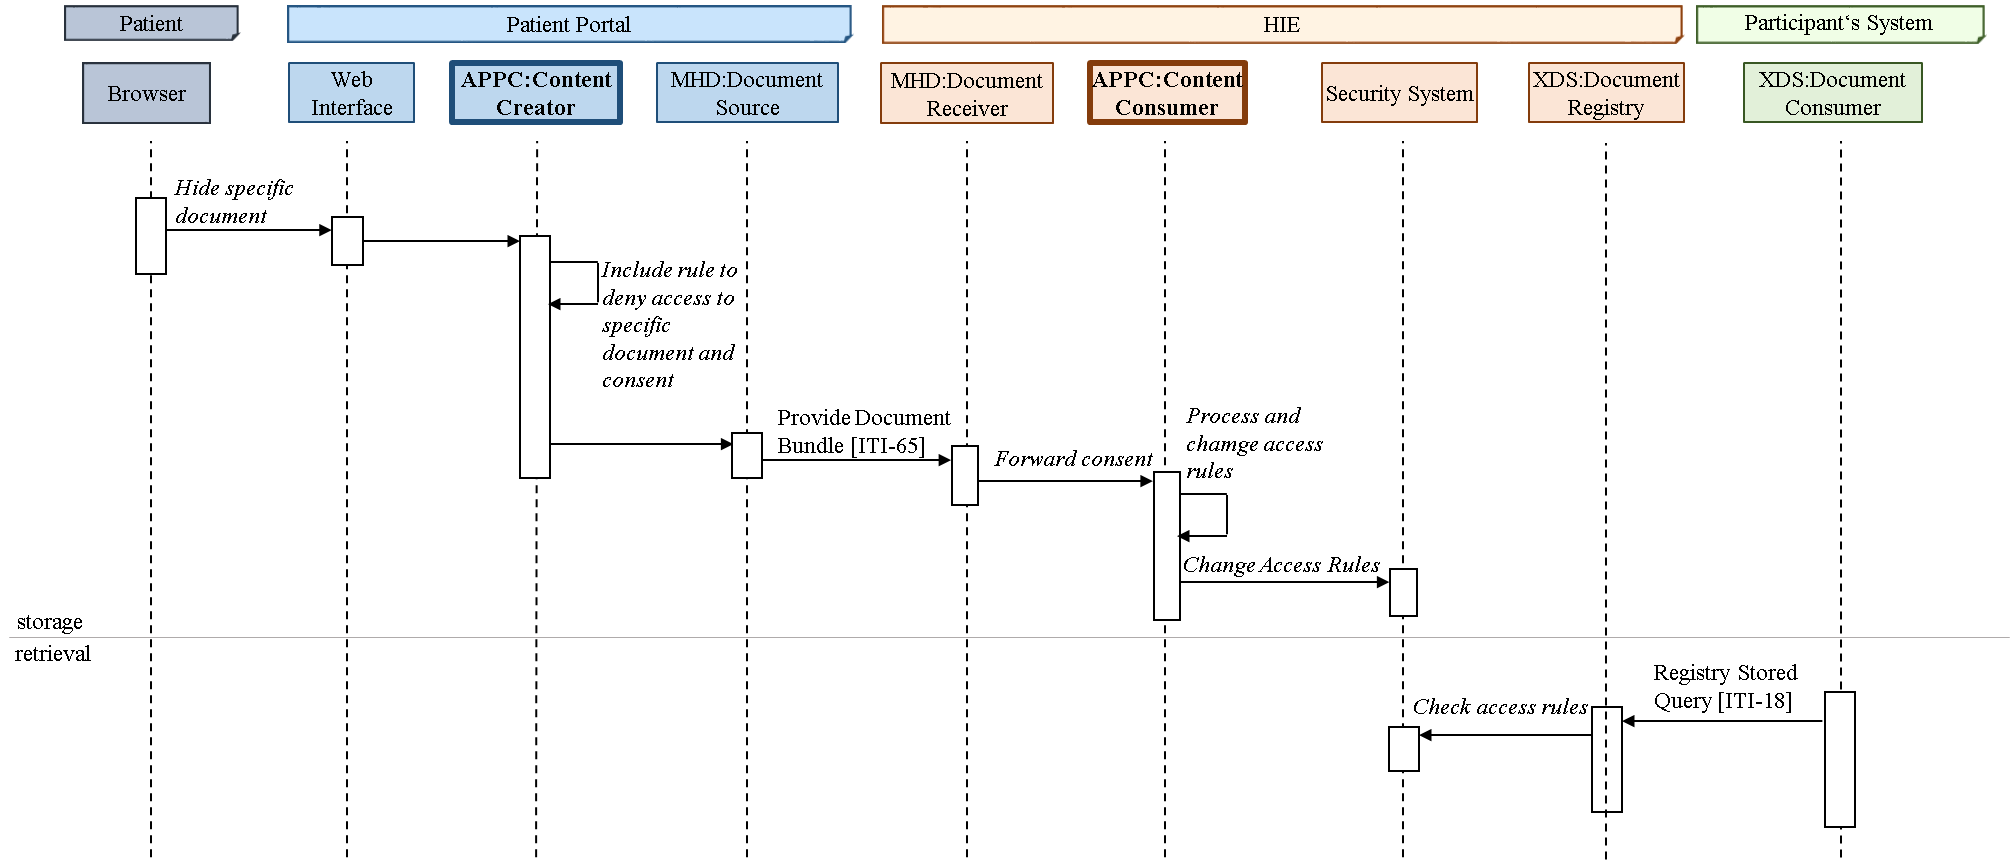 Patient
Patient Portal
HIE
Participant‘s System
Browser
Web
Interface
APPC:Content
Creator
MHD:Document
Source
MHD:Document
Receiver
APPC:Content
Consumer
Security System
XDS:Document
Registry
XDS:Document
Consumer
Hide specific
document
Include rule to
deny access to
specific
document and
consent
Provide Document
Bundle [ITI-65]
Forward consent
Process and
chamge access
rules
Change Access Rules
storage
retrieval
Registry Stored
Query [ITI-18]
Check access rules